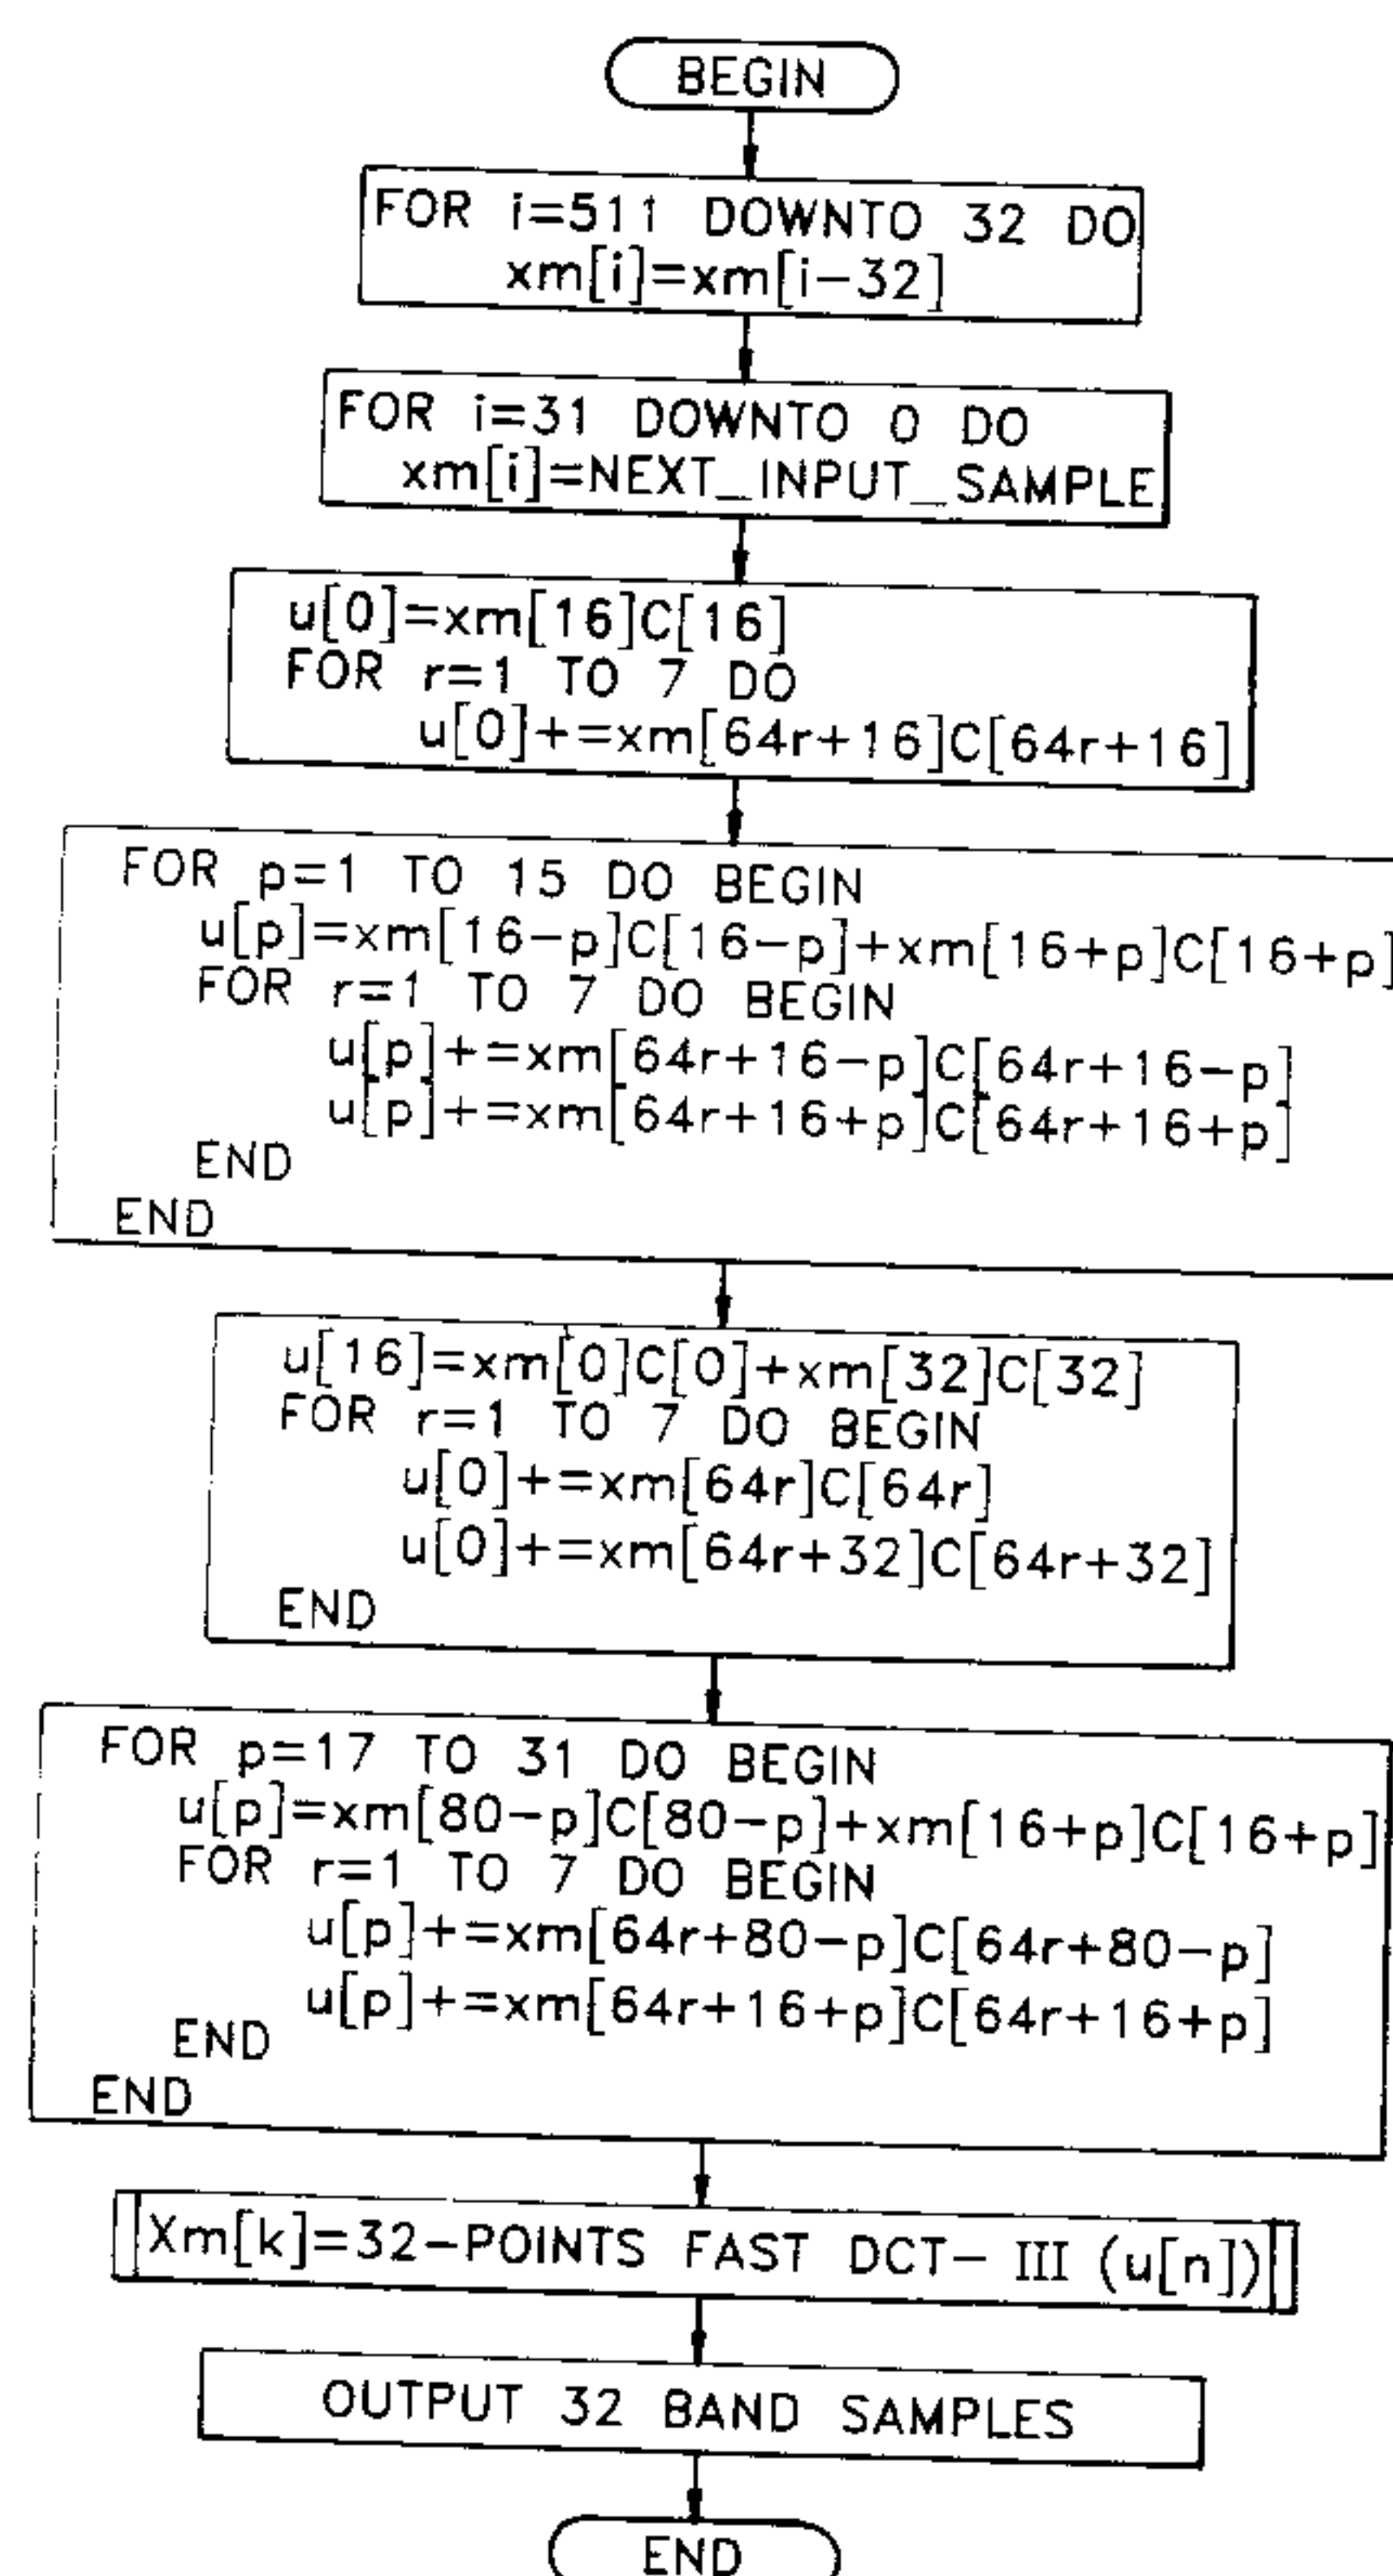 BEGIN
FOR i=511 DOWNTO 32 DO
xm[i]=xm[i-32]
FOR i=31 DOWNTO 0 DO
xm[i]=NEXT_INPUT_SAMPLE
u[0]=xm[16]C[16]
FOR r=1 TO 7 DO
u[0]+=xm[64r+16]C[64r+16]
FOR p=1 TO 15 DO BEGIN
u[p]=xm[16-p]C[16-p]+xm[16+p]C[16+p]
FOR r=1 TO 7 DO BEGIN
u[p]+=xm[64r+16-p]C[64r+16-p]
u[p]+=xm[64r+16+p]C[64r+16+p]
END
END
u[16]=xm[0]C[0]+xm[32]C[32]
FOR r=1 TO 7 DO BEGIN
u[0]+=xm[64r]C[64r]
u[0]+=xm[64r+32]C[64r+32]
END
FOR p=17 TO 31 DO BEGIN
u[p]=xm[80-p]C[80-p]+xm[16+p]C[16+p]
FOR r=1 TO 7 DO BEGIN
u[p]+=xm[64r+80-p]C[64r+80-p]
u[p]+=xm[64r+16+p]C[64r+16+p]
END
END
Xm[k]=32-POINTS FAST DCT- III (u[n])
OUTPUT 32 BAND SAMPLES
END